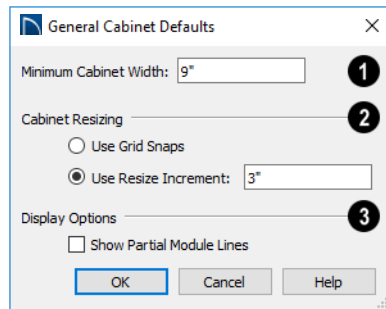 General Cabinet Defaults
Minimum Cabinet Width: 9" 1
Cabinet Resizing 2
Use Grid Snaps
Use Resize Increment: 3"
Display Options 3
Show Partial Module Lines
OK Cancel Help